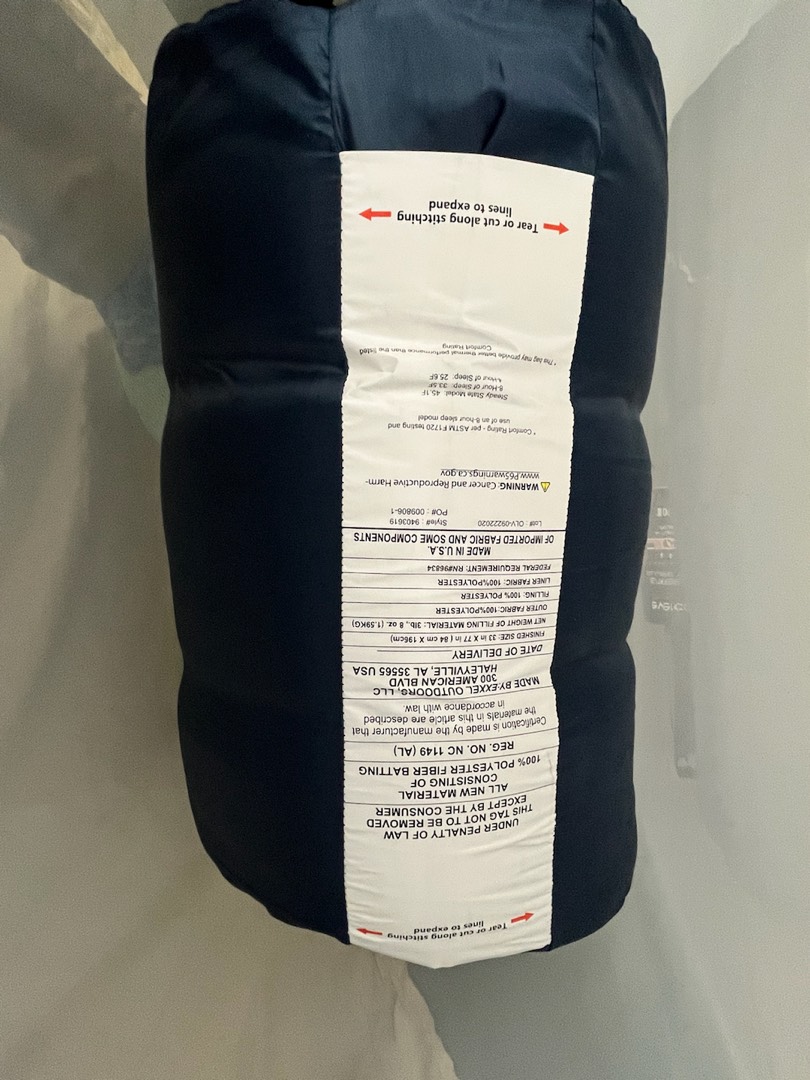 Tear or cut along stitching
lines to expand
UNDER PENALTY OF LAW
THIS TAG NOT TO BE REMOVED
EXCEPT BY THE CONSUMER
ALL NEW MATERIAL
CONSISTING OF
100% POLYESTER FIBER BATTING
REG. NO. NC 1149 (AL)
Certification is made by the manufacturer that
the materials in this article are described
in accordance with law.
MADE BY:EXXEL OUTDOORS, LLC
300 AMERICAN BLVD
HALEYVILLE, AL 35565 USA
DATE OF DELIVERY
FINISHED SIZE: 33 in X 77 in ( 84 cm X 196cm)
NET WEIGHT OF FILLING MATERIAL: 3lb,. 8 oz. (1.59KG)
OUTER FABRIC:100%POLYESTER
FILLING: 100% POLYESTER
LINER FABRIC: 100%POLYESTER
FEDERAL REQUIREMENT: RN#96834
MADE IN U.S.A.
OF IMPORTED FABRIC AND SOME COMPONENTS
Lot# : OLV-09222020 Style# : 9403619
PO# : 009806-1
⚠ WARNING: Cancer and Reproductive Harm-
www.P65warnings.ca.gov
* Comfort Rating - per ASTM F1720 testing and
use of an 8-hour sleep model
Steady State Model: 45.1F
8-Hour of Sleep: 33.5F
4-Hour of Sleep: 25.6F
* This bag may provide better thermal performance than the listed
Comfort Rating
Tear or cut along stitching
lines to expand